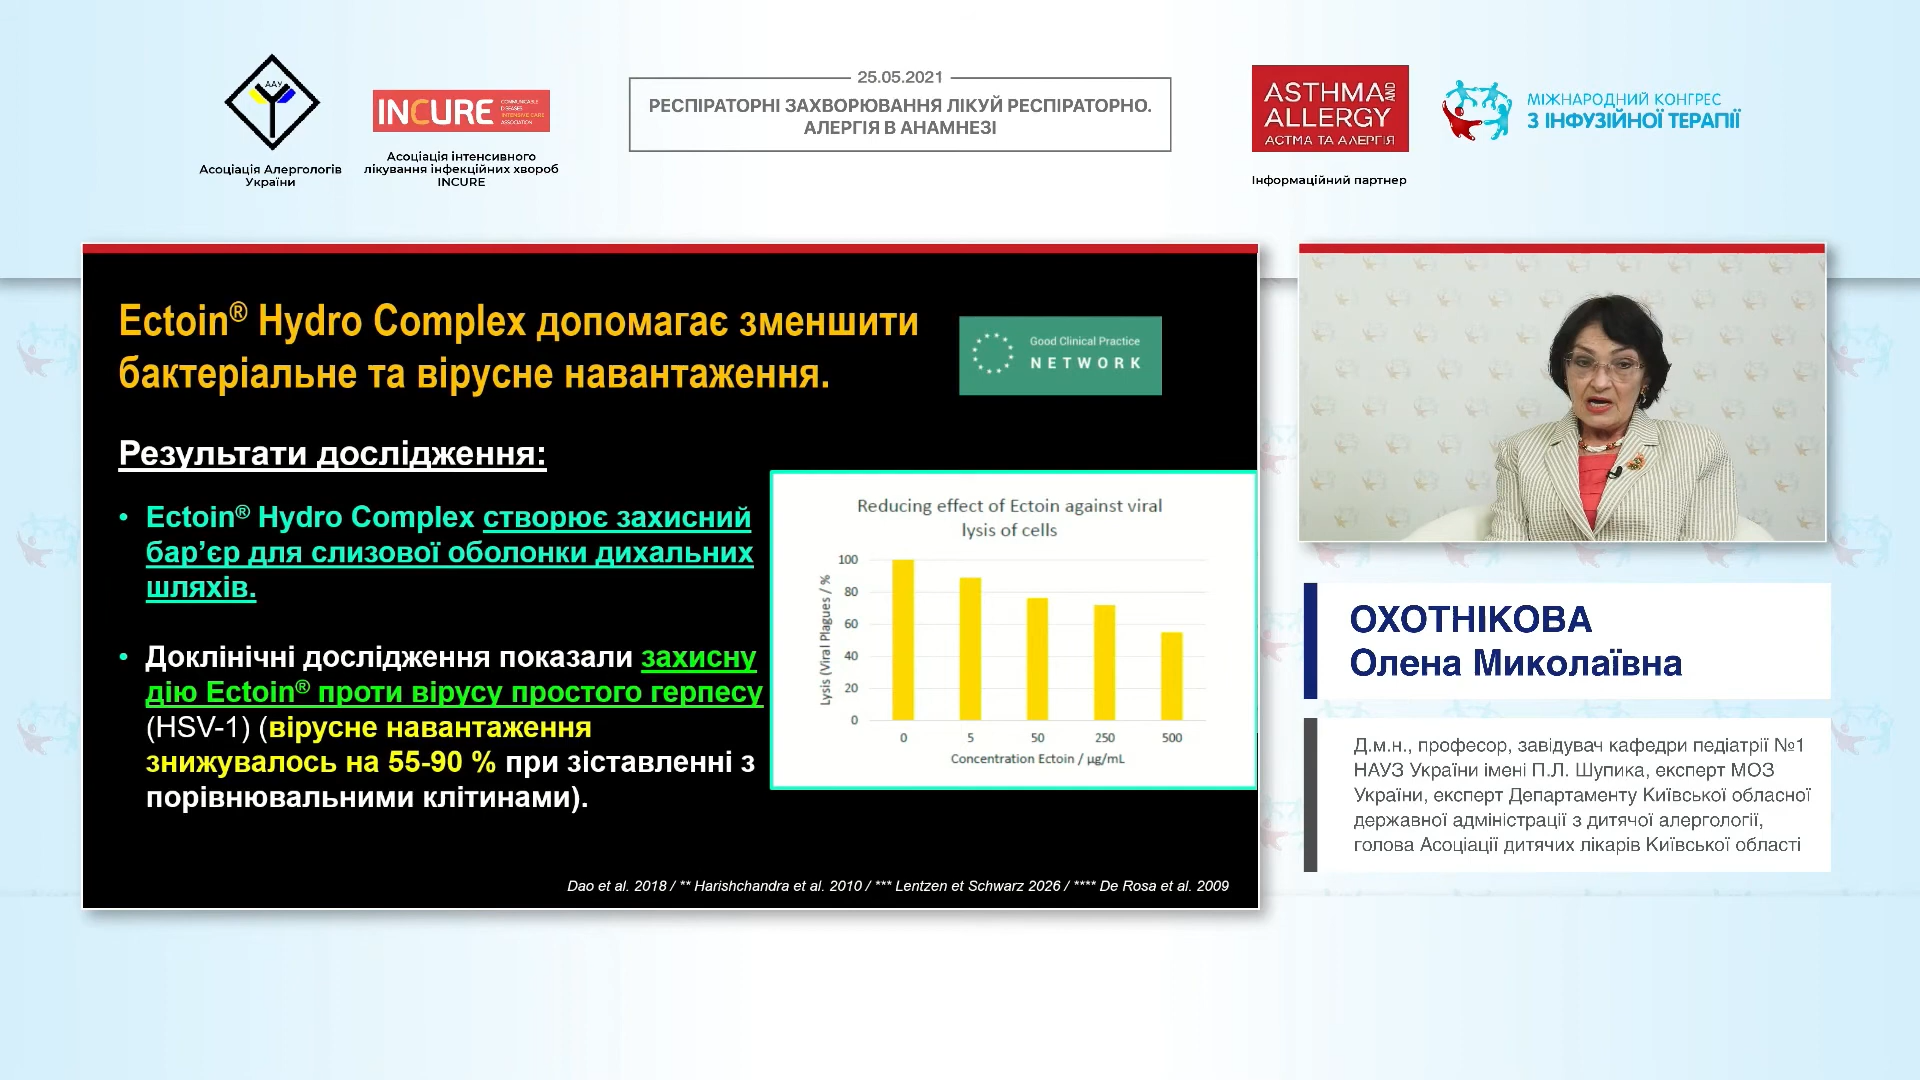 ААУ
Асоціація Алергологів
України
INCURE
COMMUNICABLE
DISEASES
INTENSIVE CARE
ASSOCIATION
Асоціація інтенсивного
лікування інфекційних хвороб
INCURE
25.05.2021
РЕСПІРАТОРНІ ЗАХВОРЮВАННЯ ЛІКУЙ РЕСПІРАТОРНО.
АЛЕРГІЯ В АНАМНЕЗІ
ASTHMA AND
ALLERGY
АСТМА ТА АЛЕРГІЯ
Інформаційний партнер
МІЖНАРОДНИЙ КОНГРЕС
З ІНФУЗІЙНОЇ ТЕРАПІЇ
Ectoin® Hydro Complex допомагає зменшити
бактеріальне та вірусне навантаження.
Good Clinical Practice
NETWORK
Результати дослідження:
• Ectoin® Hydro Complex створює захисний
бар’єр для слизової оболонки дихальних
шляхів.
• Доклінічні дослідження показали захисну
дію Ectoin® проти вірусу простого герпесу
(HSV-1) (вірусне навантаження
знижувалось на 55-90 % при зіставленні з
порівнювальними клітинами).
Reducing effect of Ectoin against viral
lysis of cells
Lysis (Viral Plagues / %
100
80
60
40
20
0
0 5 50 250 500
Concentration Ectoin / µg/mL
Dao et al. 2018 / ** Harishchandra et al. 2010 / *** Lentzen et Schwarz 2026 / **** De Rosa et al. 2009
ОХОТНІКОВА
Олена Миколаївна
Д.м.н., професор, завідувач кафедри педіатрії №1
НАУЗ України імені П.Л. Шупика, експерт МОЗ
України, експерт Департаменту Київської обласної
державної адміністрації з дитячої алергології,
голова Асоціації дитячих лікарів Київської області